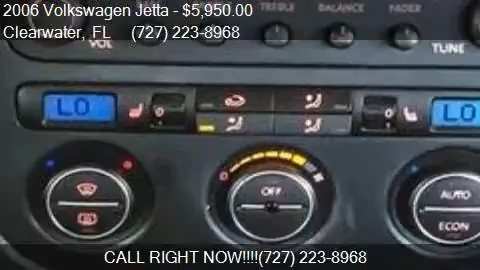 2006 Volkswagen Jetta - $5,950.00
Clearwater, FL (727) 223-8968
TREBLE BALANCE FADER
VOL TUNE
LO LO
OFF AUTO
ECON
CALL RIGHT NOW!!!!(727) 223-8968